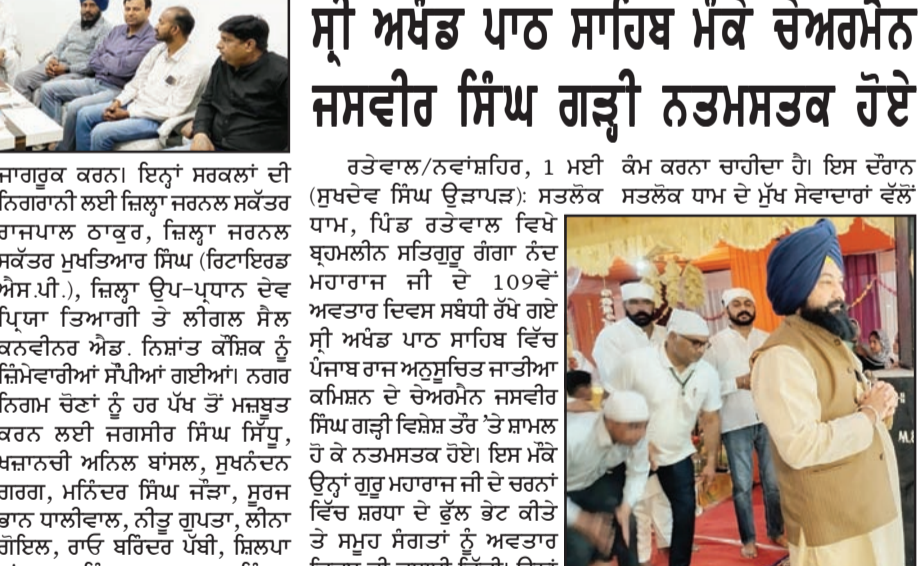 ਸ੍ਰੀ ਅਖੰਡ ਪਾਠ ਸਾਹਿਬ ਮੌਕੇ ਚੇਅਰਮੈਨ
ਜਸਵੀਰ ਸਿੰਘ ਗੜ੍ਹੀ ਨਤਮਸਤਕ ਹੋਏ
ਜਾਗਰੂਕ ਕਰਨ। ਇਨ੍ਹਾਂ ਸਰਕਲਾਂ ਦੀ
ਨਿਗਰਾਨੀ ਲਈ ਜ਼ਿਲ੍ਹਾ ਜਰਨਲ ਸਕੱਤਰ
ਰਾਜਪਾਲ ਠਾਕੁਰ, ਜ਼ਿਲ੍ਹਾ ਜਰਨਲ
ਸਕੱਤਰ ਮੁਖਤਿਆਰ ਸਿੰਘ (ਰਿਟਾਇਰਡ
ਐਸ.ਪੀ.), ਜ਼ਿਲ੍ਹਾ ਉਪ-ਪ੍ਰਧਾਨ ਦੇਵ
ਪ੍ਰਿਯਾ ਤਿਆਗੀ ਤੇ ਲੀਗਲ ਸੈਲ
ਕਨਵੀਨਰ ਐਡ. ਨਿਸ਼ਾਂਤ ਕੌਸ਼ਿਕ ਨੂੰ
ਜ਼ਿੰਮੇਵਾਰੀਆਂ ਸੌਂਪੀਆਂ ਗਈਆਂ। ਨਗਰ
ਨਿਗਮ ਚੋਣਾਂ ਨੂੰ ਹਰ ਪੱਖ ਤੋਂ ਮਜ਼ਬੂਤ
ਕਰਨ ਲਈ ਜਗਸੀਰ ਸਿੰਘ ਸਿੱਧੂ,
ਖਜ਼ਾਨਚੀ ਅਨਿਲ ਬਾਂਸਲ, ਸੁਖਨੰਦਨ
ਗਰਗ, ਮਨਿੰਦਰ ਸਿੰਘ ਜੌੜਾ, ਸੂਰਜ
ਭਾਨ ਧਾਲੀਵਾਲ, ਨੀਤੂ ਗੁਪਤਾ, ਲੀਨਾ
ਗੋਇਲ, ਰਾਓ ਬਰਿੰਦਰ ਪੱਬੀ, ਸ਼ਿਲਪਾ
ਰਤੇਵਾਲ/ਨਵਾਂਸ਼ਹਿਰ, 1 ਮਈ
(ਸੁਖਦੇਵ ਸਿੰਘ ਉੜਾਪੜ): ਸਤਲੋਕ
ਧਾਮ, ਪਿੰਡ ਰਤੇਵਾਲ ਵਿਖੇ
ਬ੍ਰਹਮਲੀਨ ਸਤਿਗੁਰੂ ਗੰਗਾ ਨੰਦ
ਮਹਾਰਾਜ ਜੀ ਦੇ 109ਵੇਂ
ਅਵਤਾਰ ਦਿਵਸ ਸਬੰਧੀ ਰੱਖੇ ਗਏ
ਸ੍ਰੀ ਅਖੰਡ ਪਾਠ ਸਾਹਿਬ ਵਿੱਚ
ਪੰਜਾਬ ਰਾਜ ਅਨੁਸੂਚਿਤ ਜਾਤੀਆ
ਕਮਿਸ਼ਨ ਦੇ ਚੇਅਰਮੈਨ ਜਸਵੀਰ
ਸਿੰਘ ਗੜ੍ਹੀ ਵਿਸ਼ੇਸ਼ ਤੌਰ 'ਤੇ ਸ਼ਾਮਲ
ਹੋ ਕੇ ਨਤਮਸਤਕ ਹੋਏ। ਇਸ ਮੌਕੇ
ਉਨ੍ਹਾਂ ਗੁਰੂ ਮਹਾਰਾਜ ਜੀ ਦੇ ਚਰਨਾਂ
ਵਿੱਚ ਸ਼ਰਧਾ ਦੇ ਫੁੱਲ ਭੇਟ ਕੀਤੇ
ਤੇ ਸਮੂਹ ਸੰਗਤਾਂ ਨੂੰ ਅਵਤਾਰ
ਕੰਮ ਕਰਨਾ ਚਾਹੀਦਾ ਹੈ। ਇਸ ਦੌਰਾਨ
ਸਤਲੋਕ ਧਾਮ ਦੇ ਮੁੱਖ ਸੇਵਾਦਾਰਾਂ ਵੱਲੋਂ